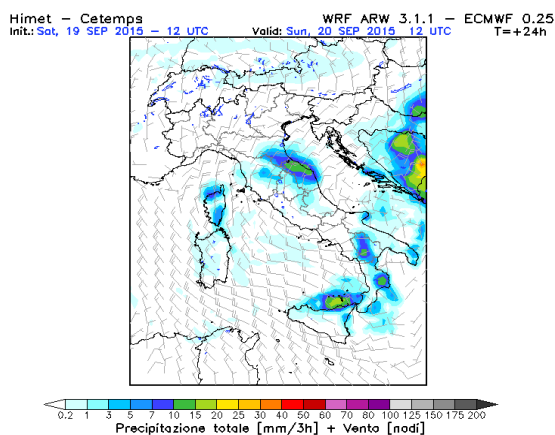 Himet – Cetemps WRF ARW 3.1.1 – ECMWF 0.25
Init.: Sat, 19 SEP 2015 – 12 UTC Valid: Sun, 20 SEP 2015 12 UTC T=+24h
0.2 1 3 5 7 10 15 20 25 30 40 50 60 70 80 100 125 150 175 200
Precipitazione totale [mm/3h] + Vento [nodi]